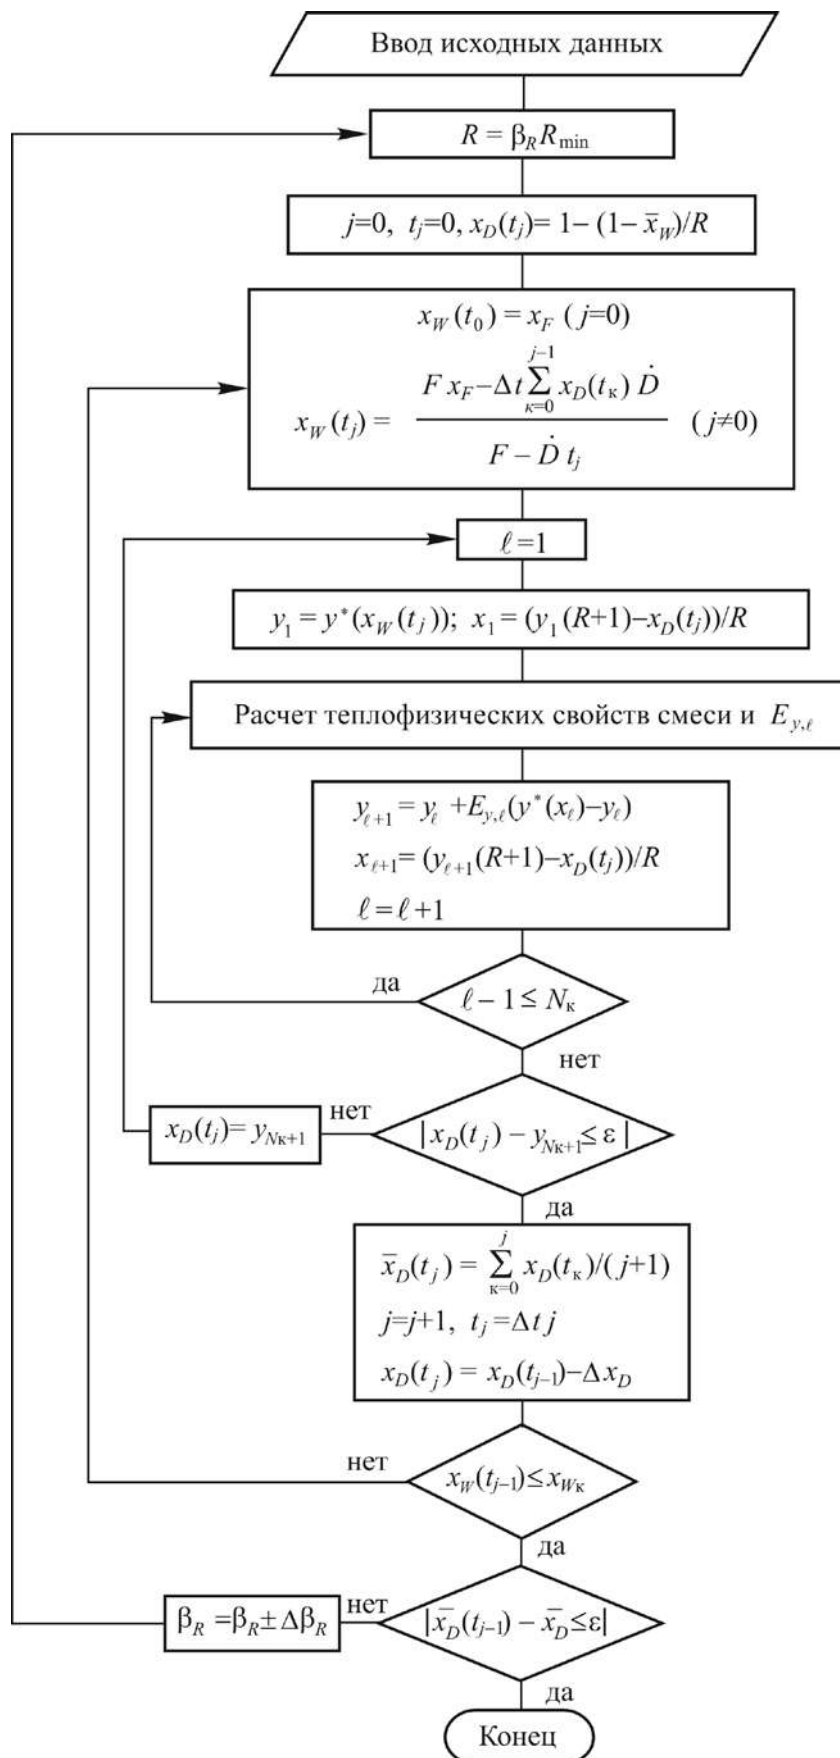 Ввод исходных данных
R = β_R R_min
j=0, t_j=0, x_D(t_j)= 1– (1– x̅_W)/R
x_W(t_0) = x_F (j=0)
x_W(t_j) = (F x_F – Δt ∑_{κ=0}^{j–1} x_D(t_к) Ḋ) / (F – Ḋ t_j) (j≠0)
ℓ=1
y_1 = y*(x_W(t_j)); x_1 = (y_1(R+1)–x_D(t_j))/R
Расчет теплофизических свойств смеси и E_{y,ℓ}
y_{ℓ+1} = y_ℓ +E_{y,ℓ}(y*(x_ℓ)–y_ℓ)
x_{ℓ+1}= (y_{ℓ+1}(R+1)–x_D(t_j))/R
ℓ=ℓ+1
да
ℓ – 1 ≤ N_к
нет
x_D(t_j)= y_{Nк+1}
нет
|x_D(t_j) – y_{Nк+1} ≤ ε|
да
x̅_D(t_j) = ∑_{к=0}^{j} x_D(t_к)/(j+1)
j=j+1, t_j =Δt j
x_D(t_j) = x_D(t_{j–1})–Δx_D
нет
x_W(t_{j–1})≤ x_{Wк}
да
β_R =β_R± Δβ_R
нет
|x̅_D(t_{j–1}) – x̅_D ≤ε|
да
Конец